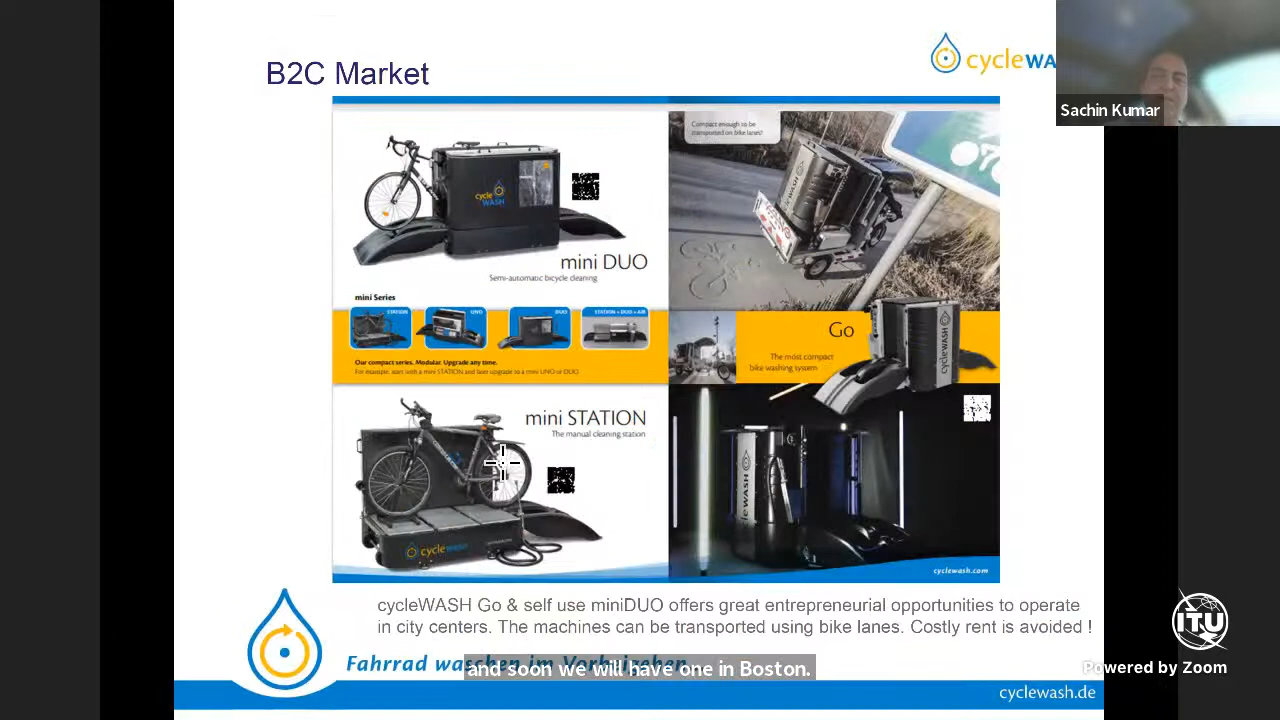 B2C Market
cycleWA
Sachin Kumar
Compact enough to be
transported on bike lanes!
cycle
WASH
mini DUO
Semi-automatic bicycle cleaning
mini Series
STATION
UNO
DUO
STATION + DUO + AIR
Our compact series. Modular. Upgrade any time.
For example, start with a mini STATION and later upgrade to a mini UNO or DUO
Go
The most compact
bike washing system
cycleWASH
mini STATION
The manual cleaning station
cycleWASH
cycleWASH
cyclewash.com
cycleWASH Go & self use miniDUO offers great entrepreneurial opportunities to operate
in city centers. The machines can be transported using bike lanes. Costly rent is avoided !
Fahrrad waschen im Vorbeigehen
and soon we will have one in Boston.
ITU
Powered by Zoom
cyclewash.de